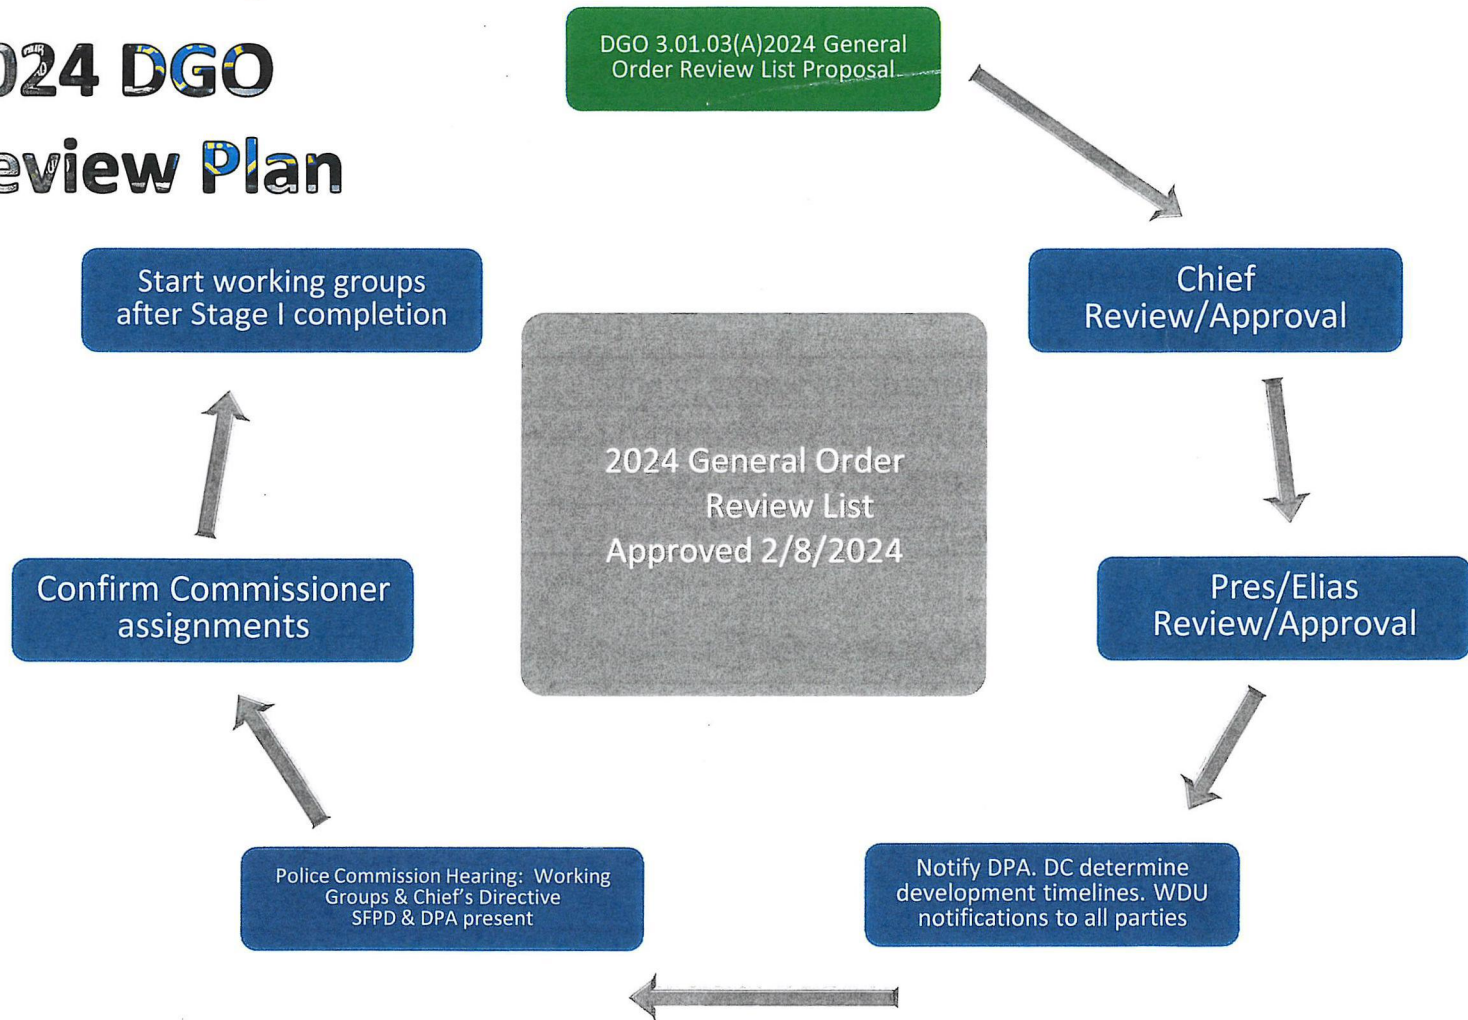 024 DGO
eview Plan
DGO 3.01.03(A)2024 General
Order Review List Proposal
Chief
Review/Approval
Pres/Elias
Review/Approval
Notify DPA. DC determine
development timelines. WDU
notifications to all parties
Police Commission Hearing: Working
Groups & Chief's Directive
SFPD & DPA present
Confirm Commissioner
assignments
Start working groups
after Stage I completion
2024 General Order
Review List
Approved 2/8/2024